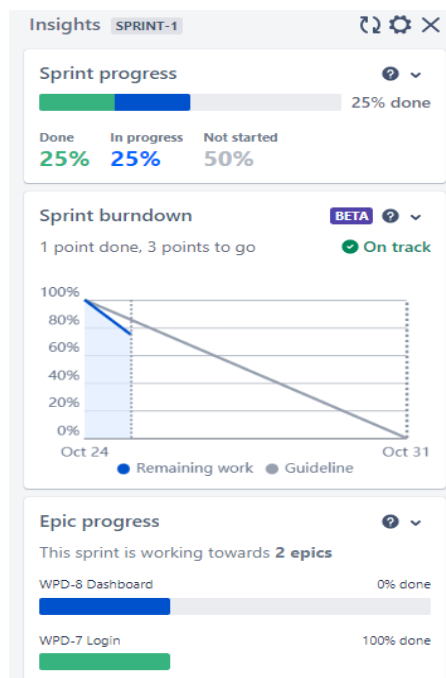 Insights SPRINT-1
Sprint progress
25% done
Done In progress Not started
25% 25% 50%
Sprint burndown BETA
1 point done, 3 points to go On track
100%
80%
60%
40%
20%
0%
Oct 24 Oct 31
Remaining work Guideline
Epic progress
This sprint is working towards 2 epics
WPD-8 Dashboard 0% done
WPD-7 Login 100% done